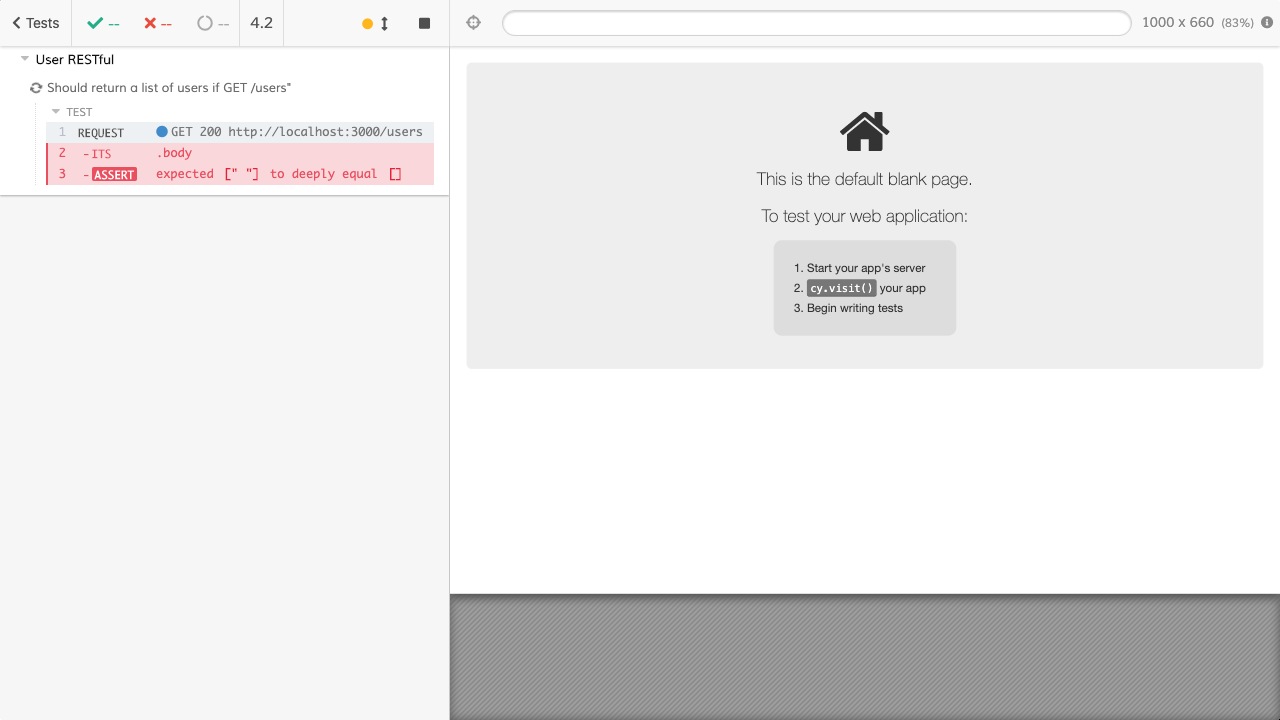 Tests
--
--
--
4.2
1000 x 660 (83%)
User RESTful
Should return a list of users if GET /users"
TEST
1 REQUEST GET 200 http://localhost:3000/users
2 -ITS .body
3 -ASSERT expected [" "] to deeply equal []
This is the default blank page.
To test your web application:
1. Start your app's server
2. cy.visit() your app
3. Begin writing tests